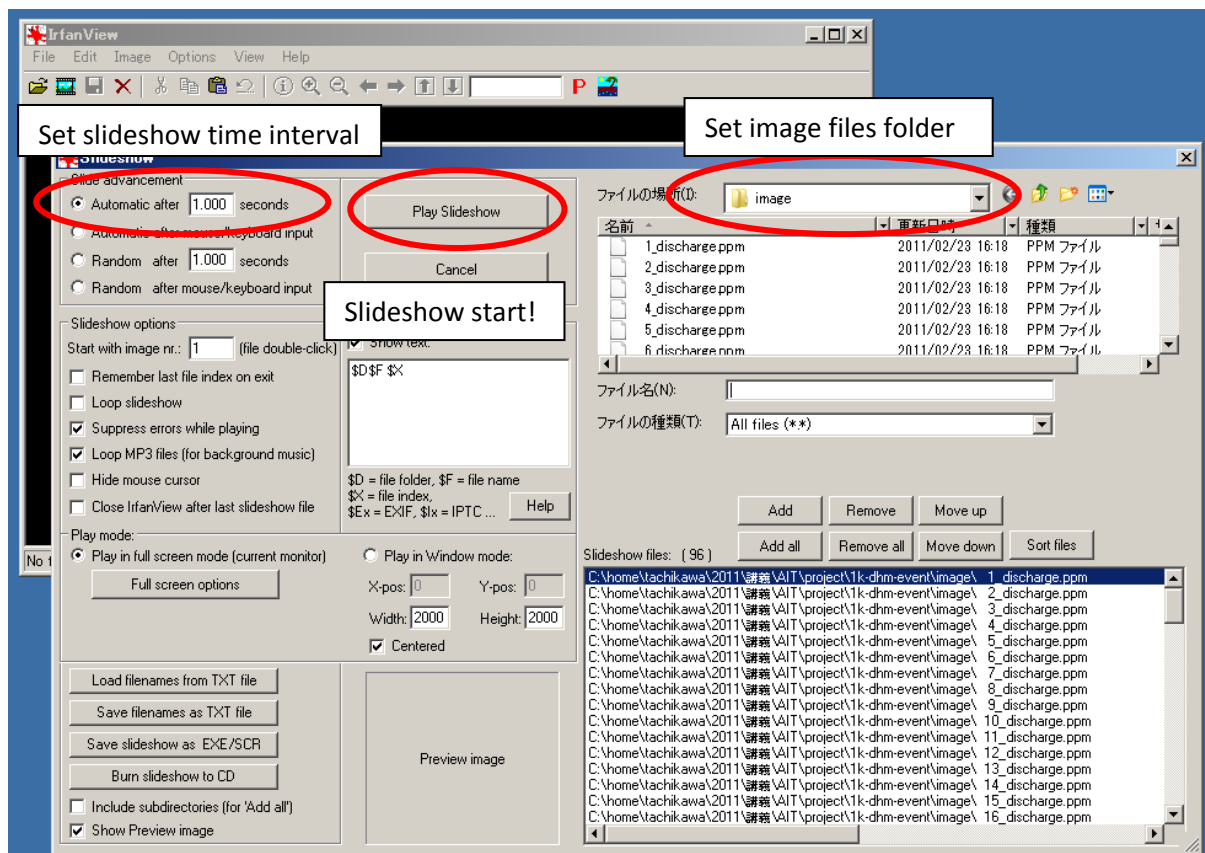 IrfanView
File Edit Image Options View Help
P
Set slideshow time interval
Set image files folder
Slideshow
Slide advancement
Automatic after 1.000 seconds
Automatic after mouse/keyboard input
Random after 1.000 seconds
Random after mouse/keyboard input
Play Slideshow
Cancel
Slideshow start!
Slideshow options
Start with image nr.: 1 (file double-click)
Remember last file index on exit
Loop slideshow
Suppress errors while playing
Loop MP3 files (for background music)
Hide mouse cursor
Close IrfanView after last slideshow file
Show text:
$D$F $X
$D = file folder, $F = file name
$X = file index,
$Ex = EXIF, $Ix = IPTC ...
Help
Play mode:
Play in full screen mode (current monitor)
Full screen options
Play in Window mode:
X-pos: 0 Y-pos: 0
Width: 2000 Height: 2000
Centered
Load filenames from TXT file
Save filenames as TXT file
Save slideshow as EXE/SCR
Burn slideshow to CD
Include subdirectories (for 'Add all')
Show Preview image
Preview image
ファイルの場所(I): image
名前 更新日時 種類
1_discharge.ppm 2011/02/23 16:18 PPM ファイル
2_discharge.ppm 2011/02/23 16:18 PPM ファイル
3_discharge.ppm 2011/02/23 16:18 PPM ファイル
4_discharge.ppm 2011/02/23 16:18 PPM ファイル
5_discharge.ppm 2011/02/23 16:18 PPM ファイル
6_discharge.ppm 2011/02/23 16:18 PPM ファイル
ファイル名(N):
ファイルの種類(T): All files (*.*)
Add Remove Move up
Slideshow files: ( 96 ) Add all Remove all Move down Sort files
C:\home\tachikawa\2011\講義\AIT\project\1k-dhm-event\image\ 1_discharge.ppm
C:\home\tachikawa\2011\講義\AIT\project\1k-dhm-event\image\ 2_discharge.ppm
C:\home\tachikawa\2011\講義\AIT\project\1k-dhm-event\image\ 3_discharge.ppm
C:\home\tachikawa\2011\講義\AIT\project\1k-dhm-event\image\ 4_discharge.ppm
C:\home\tachikawa\2011\講義\AIT\project\1k-dhm-event\image\ 5_discharge.ppm
C:\home\tachikawa\2011\講義\AIT\project\1k-dhm-event\image\ 6_discharge.ppm
C:\home\tachikawa\2011\講義\AIT\project\1k-dhm-event\image\ 7_discharge.ppm
C:\home\tachikawa\2011\講義\AIT\project\1k-dhm-event\image\ 8_discharge.ppm
C:\home\tachikawa\2011\講義\AIT\project\1k-dhm-event\image\ 9_discharge.ppm
C:\home\tachikawa\2011\講義\AIT\project\1k-dhm-event\image\ 10_discharge.ppm
C:\home\tachikawa\2011\講義\AIT\project\1k-dhm-event\image\ 11_discharge.ppm
C:\home\tachikawa\2011\講義\AIT\project\1k-dhm-event\image\ 12_discharge.ppm
C:\home\tachikawa\2011\講義\AIT\project\1k-dhm-event\image\ 13_discharge.ppm
C:\home\tachikawa\2011\講義\AIT\project\1k-dhm-event\image\ 14_discharge.ppm
C:\home\tachikawa\2011\講義\AIT\project\1k-dhm-event\image\ 15_discharge.ppm
C:\home\tachikawa\2011\講義\AIT\project\1k-dhm-event\image\ 16_discharge.ppm
No